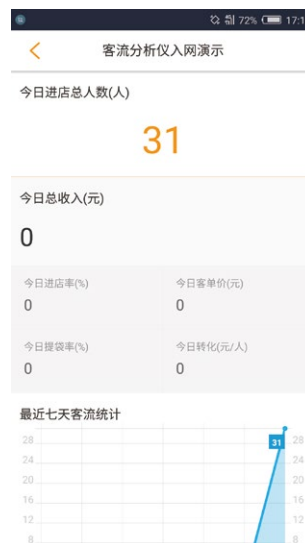 72% 17:1
客流分析仪入网演示
今日进店总人数(人)
31
今日总收入(元)
0
今日进店率(%) 今日客单价(元)
0 0
今日提袋率(%) 今日转化(元/人)
0 0
最近七天客流统计
28 31 28
24 24
20 20
16 16
12 12
8 8